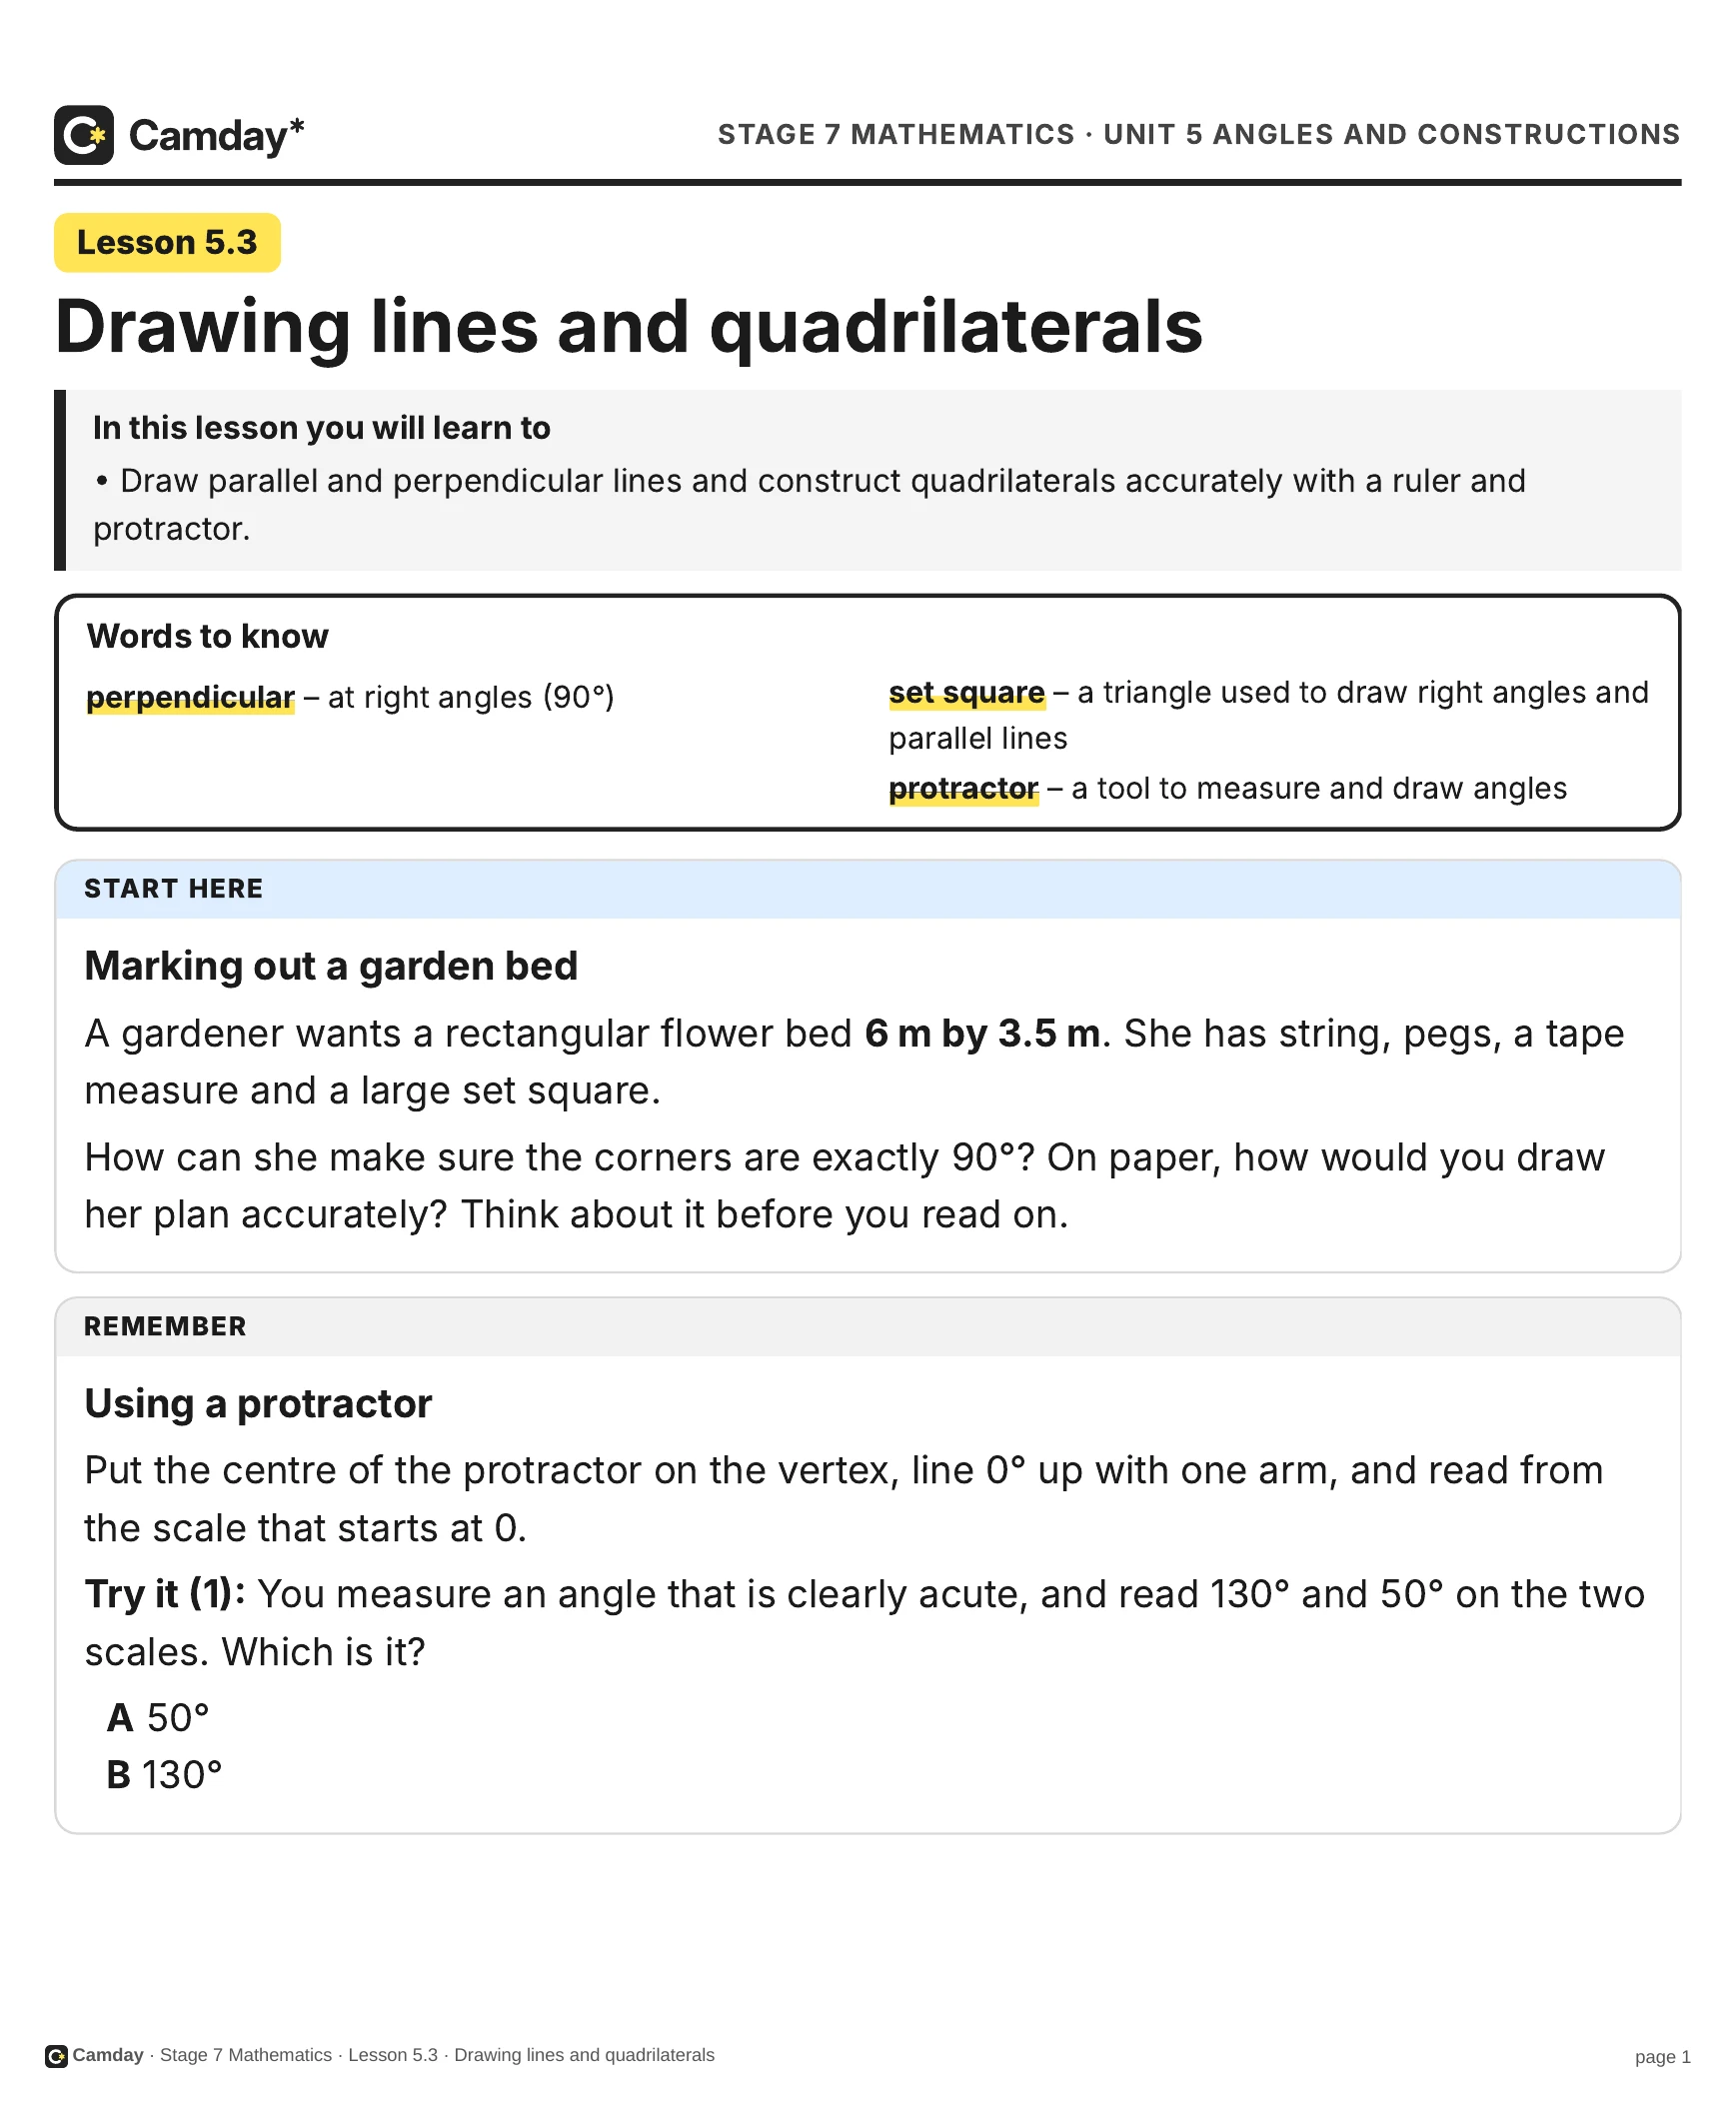 Camday*
STAGE 7 MATHEMATICS · UNIT 5 ANGLES AND CONSTRUCTIONS
Lesson 5.3
Drawing lines and quadrilaterals
In this lesson you will learn to
• Draw parallel and perpendicular lines and construct quadrilaterals accurately with a ruler and
protractor.
Words to know
perpendicular – at right angles (90°)
set square – a triangle used to draw right angles and
parallel lines
protractor – a tool to measure and draw angles
START HERE
Marking out a garden bed
A gardener wants a rectangular flower bed 6 m by 3.5 m. She has string, pegs, a tape
measure and a large set square.
How can she make sure the corners are exactly 90°? On paper, how would you draw
her plan accurately? Think about it before you read on.
REMEMBER
Using a protractor
Put the centre of the protractor on the vertex, line 0° up with one arm, and read from
the scale that starts at 0.
Try it (1): You measure an angle that is clearly acute, and read 130° and 50° on the two
scales. Which is it?
A 50°
B 130°
Camday · Stage 7 Mathematics · Lesson 5.3 · Drawing lines and quadrilaterals
page 1